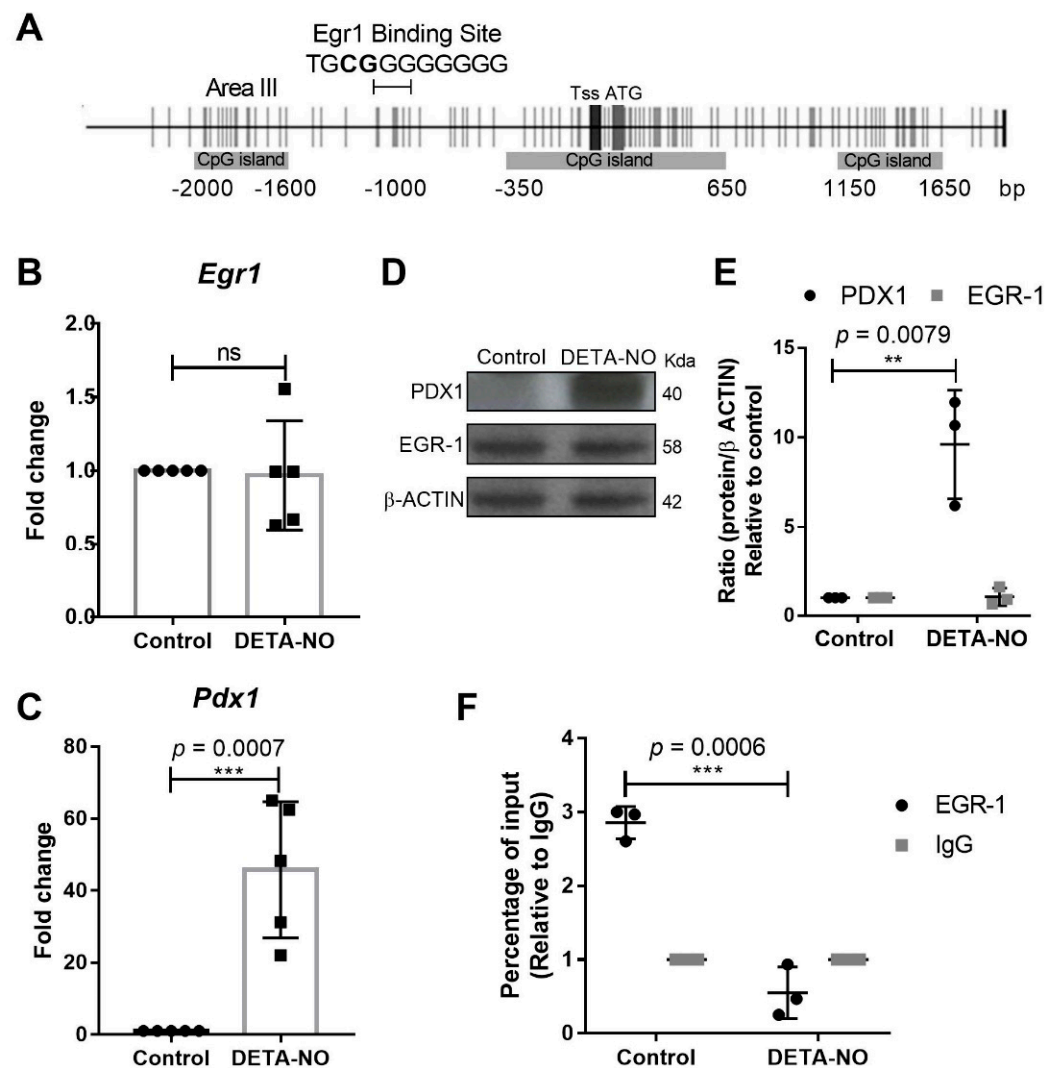 A
Egr1 Binding Site
TGCGGGGGGGG
Area III
Tss ATG
CpG island
CpG island
CpG island
-2000 -1600 -1000 -350 650 1150 1650 bp
B
Egr1
2.0
1.5
1.0
0.5
0.0
Fold change
ns
Control DETA-NO
D
Control DETA-NO Kda
PDX1 40
EGR-1 58
β-ACTIN 42
E
PDX1 EGR-1
p = 0.0079
**
15
10
5
0
Ratio (protein/β ACTIN)
Relative to control
Control DETA-NO
C
Pdx1
80
60
40
20
0
Fold change
p = 0.0007
***
Control DETA-NO
F
4
3
2
1
0
Percentage of input
(Relative to IgG)
p = 0.0006
***
EGR-1
IgG
Control DETA-NO